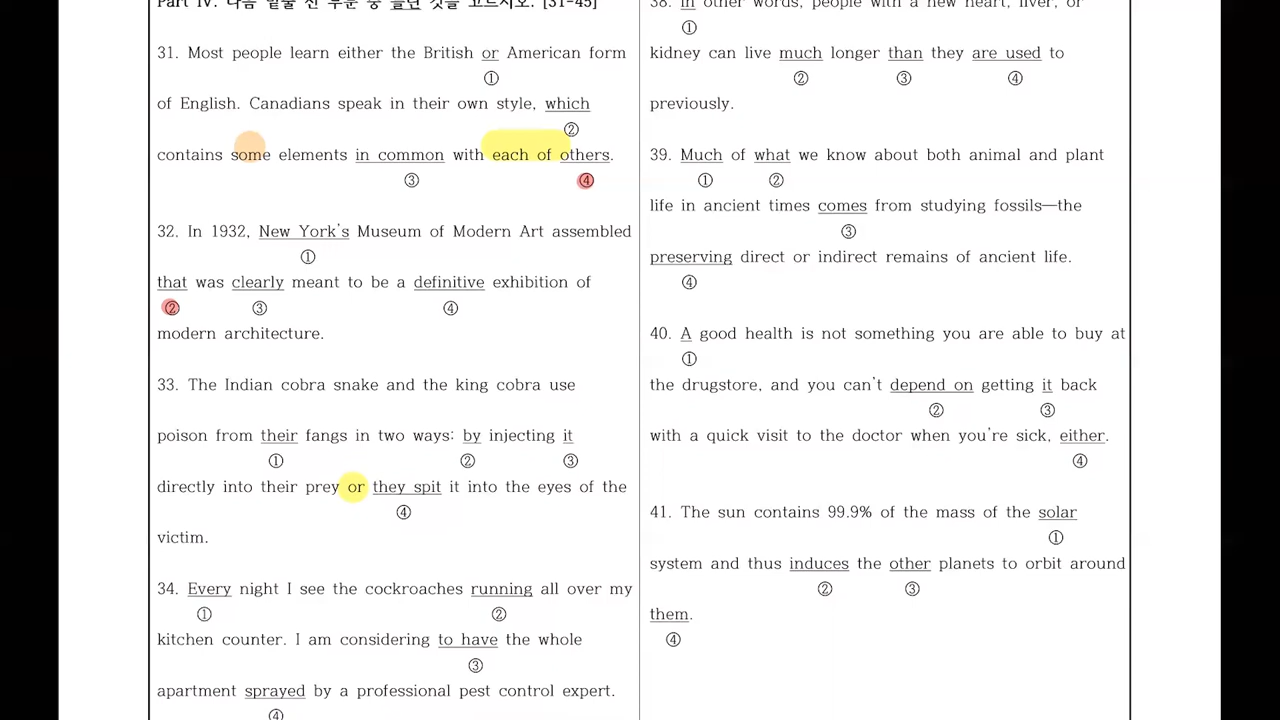 Part IV. 다음 밑줄 친 부분 중 틀린 것을 고르시오. [31-45]
31. Most people learn either the British or American form
①
of English. Canadians speak in their own style, which
②
contains some elements in common with each of others.
③ ④
32. In 1932, New York's Museum of Modern Art assembled
①
that was clearly meant to be a definitive exhibition of
② ③ ④
modern architecture.
33. The Indian cobra snake and the king cobra use
poison from their fangs in two ways: by injecting it
① ② ③
directly into their prey or they spit it into the eyes of the
④
victim.
34. Every night I see the cockroaches running all over my
① ②
kitchen counter. I am considering to have the whole
③
apartment sprayed by a professional pest control expert.
④
38. In other words, people with a new heart, liver, or
①
kidney can live much longer than they are used to
② ③ ④
previously.
39. Much of what we know about both animal and plant
① ②
life in ancient times comes from studying fossils—the
③
preserving direct or indirect remains of ancient life.
④
40. A good health is not something you are able to buy at
①
the drugstore, and you can't depend on getting it back
② ③
with a quick visit to the doctor when you're sick, either.
④
41. The sun contains 99.9% of the mass of the solar
①
system and thus induces the other planets to orbit around
② ③
them.
④